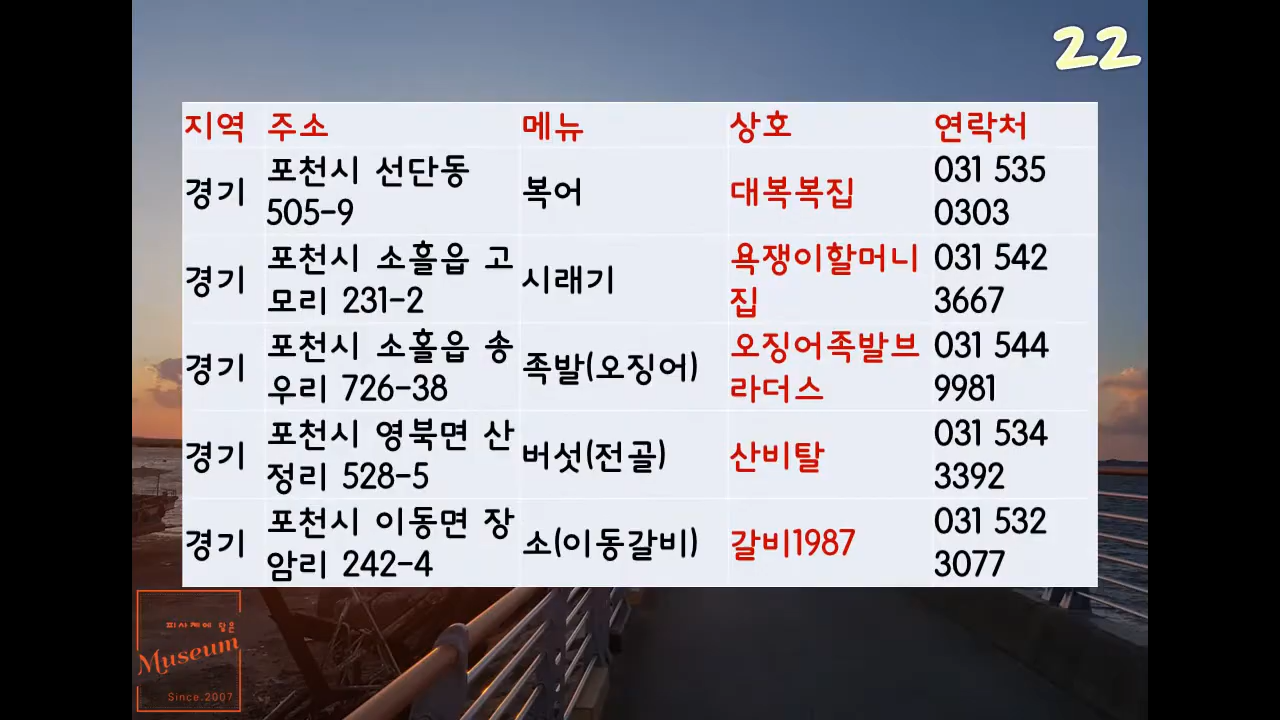 22
지역 주소 메뉴 상호 연락처
경기 포천시 선단동 505-9 복어 대복복집 031 535 0303
경기 포천시 소흘읍 고모리 231-2 시래기 욕쟁이할머니집 031 542 3667
경기 포천시 소홀읍 송우리 726-38 족발(오징어) 오징어족발브라더스 031 544 9981
경기 포천시 영북면 산정리 528-5 버섯(전골) 산비탈 031 534 3392
경기 포천시 이동면 장암리 242-4 소(이동갈비) 갈비1987 031 532 3077
Museum
Since.2007